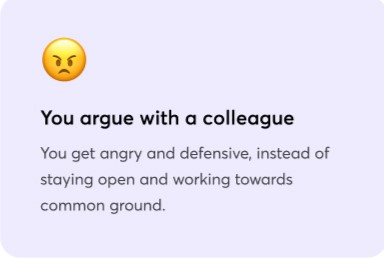 You argue with a colleague
You get angry and defensive, instead of
staying open and working towards
common ground.